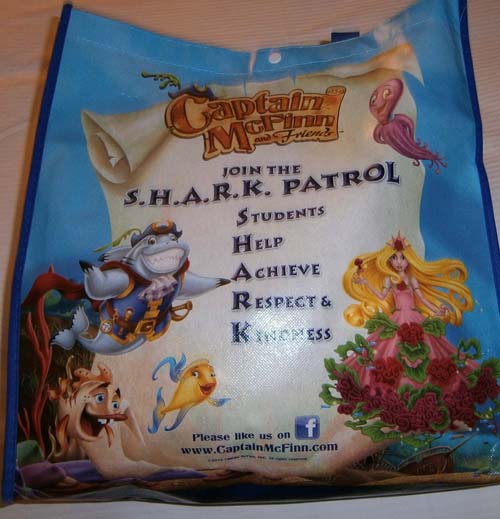 Captain
McFinn
and Friends
JOIN THE
S.H.A.R.K. PATROL
STUDENTS
HELP
ACHIEVE
RESPECT &
KINDNESS
Please like us on f
www.CaptainMcFinn.com